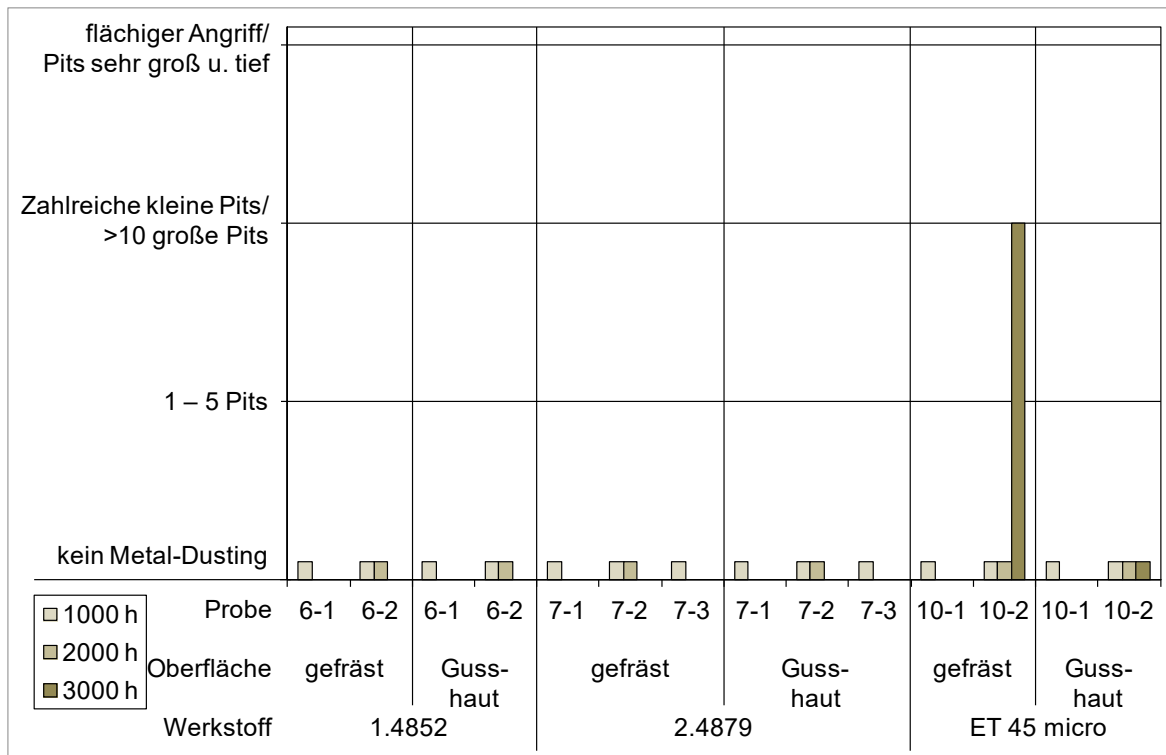 flächiger Angriff/
Pits sehr groß u. tief
Zahlreiche kleine Pits/
>10 große Pits
1 – 5 Pits
kein Metal-Dusting
1000 h
2000 h
3000 h
Probe 6-1 6-2 6-1 6-2 7-1 7-2 7-3 7-1 7-2 7-3 10-1 10-2 10-1 10-2
Oberfläche gefräst Guss- gefräst Guss- gefräst Guss-
haut haut haut
Werkstoff 1.4852 2.4879 ET 45 micro